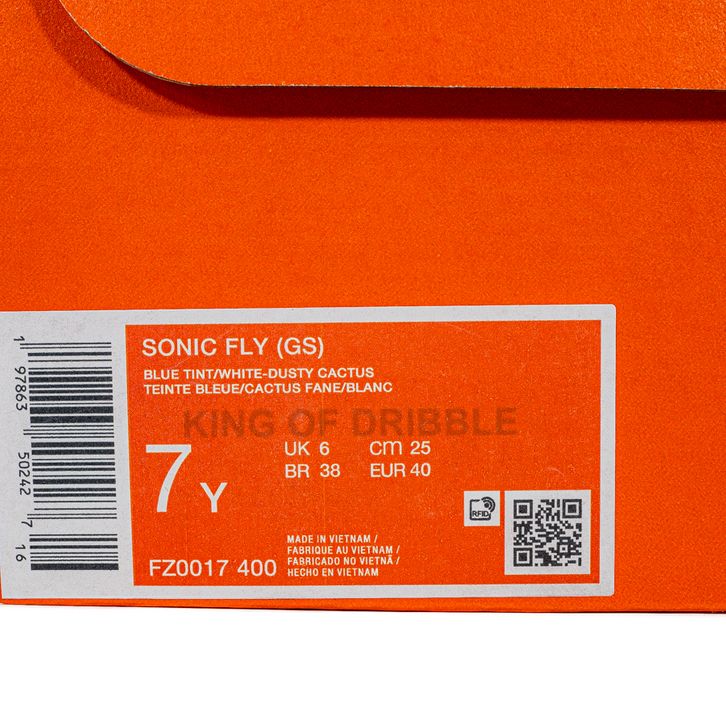 SONIC FLY (GS)
BLUE TINT/WHITE-DUSTY CACTUS
TEINTE BLEUE/CACTUS FANE/BLANC
KING OF DRIBBLE
7 Y
UK 6 cm 25
BR 38 EUR 40
RFID
FZ0017 400
MADE IN VIETNAM /
FABRIQUE AU VIETNAM /
FABRICADO NO VIETNÃ /
HECHO EN VIETNAM
1 97863 50242 7 16